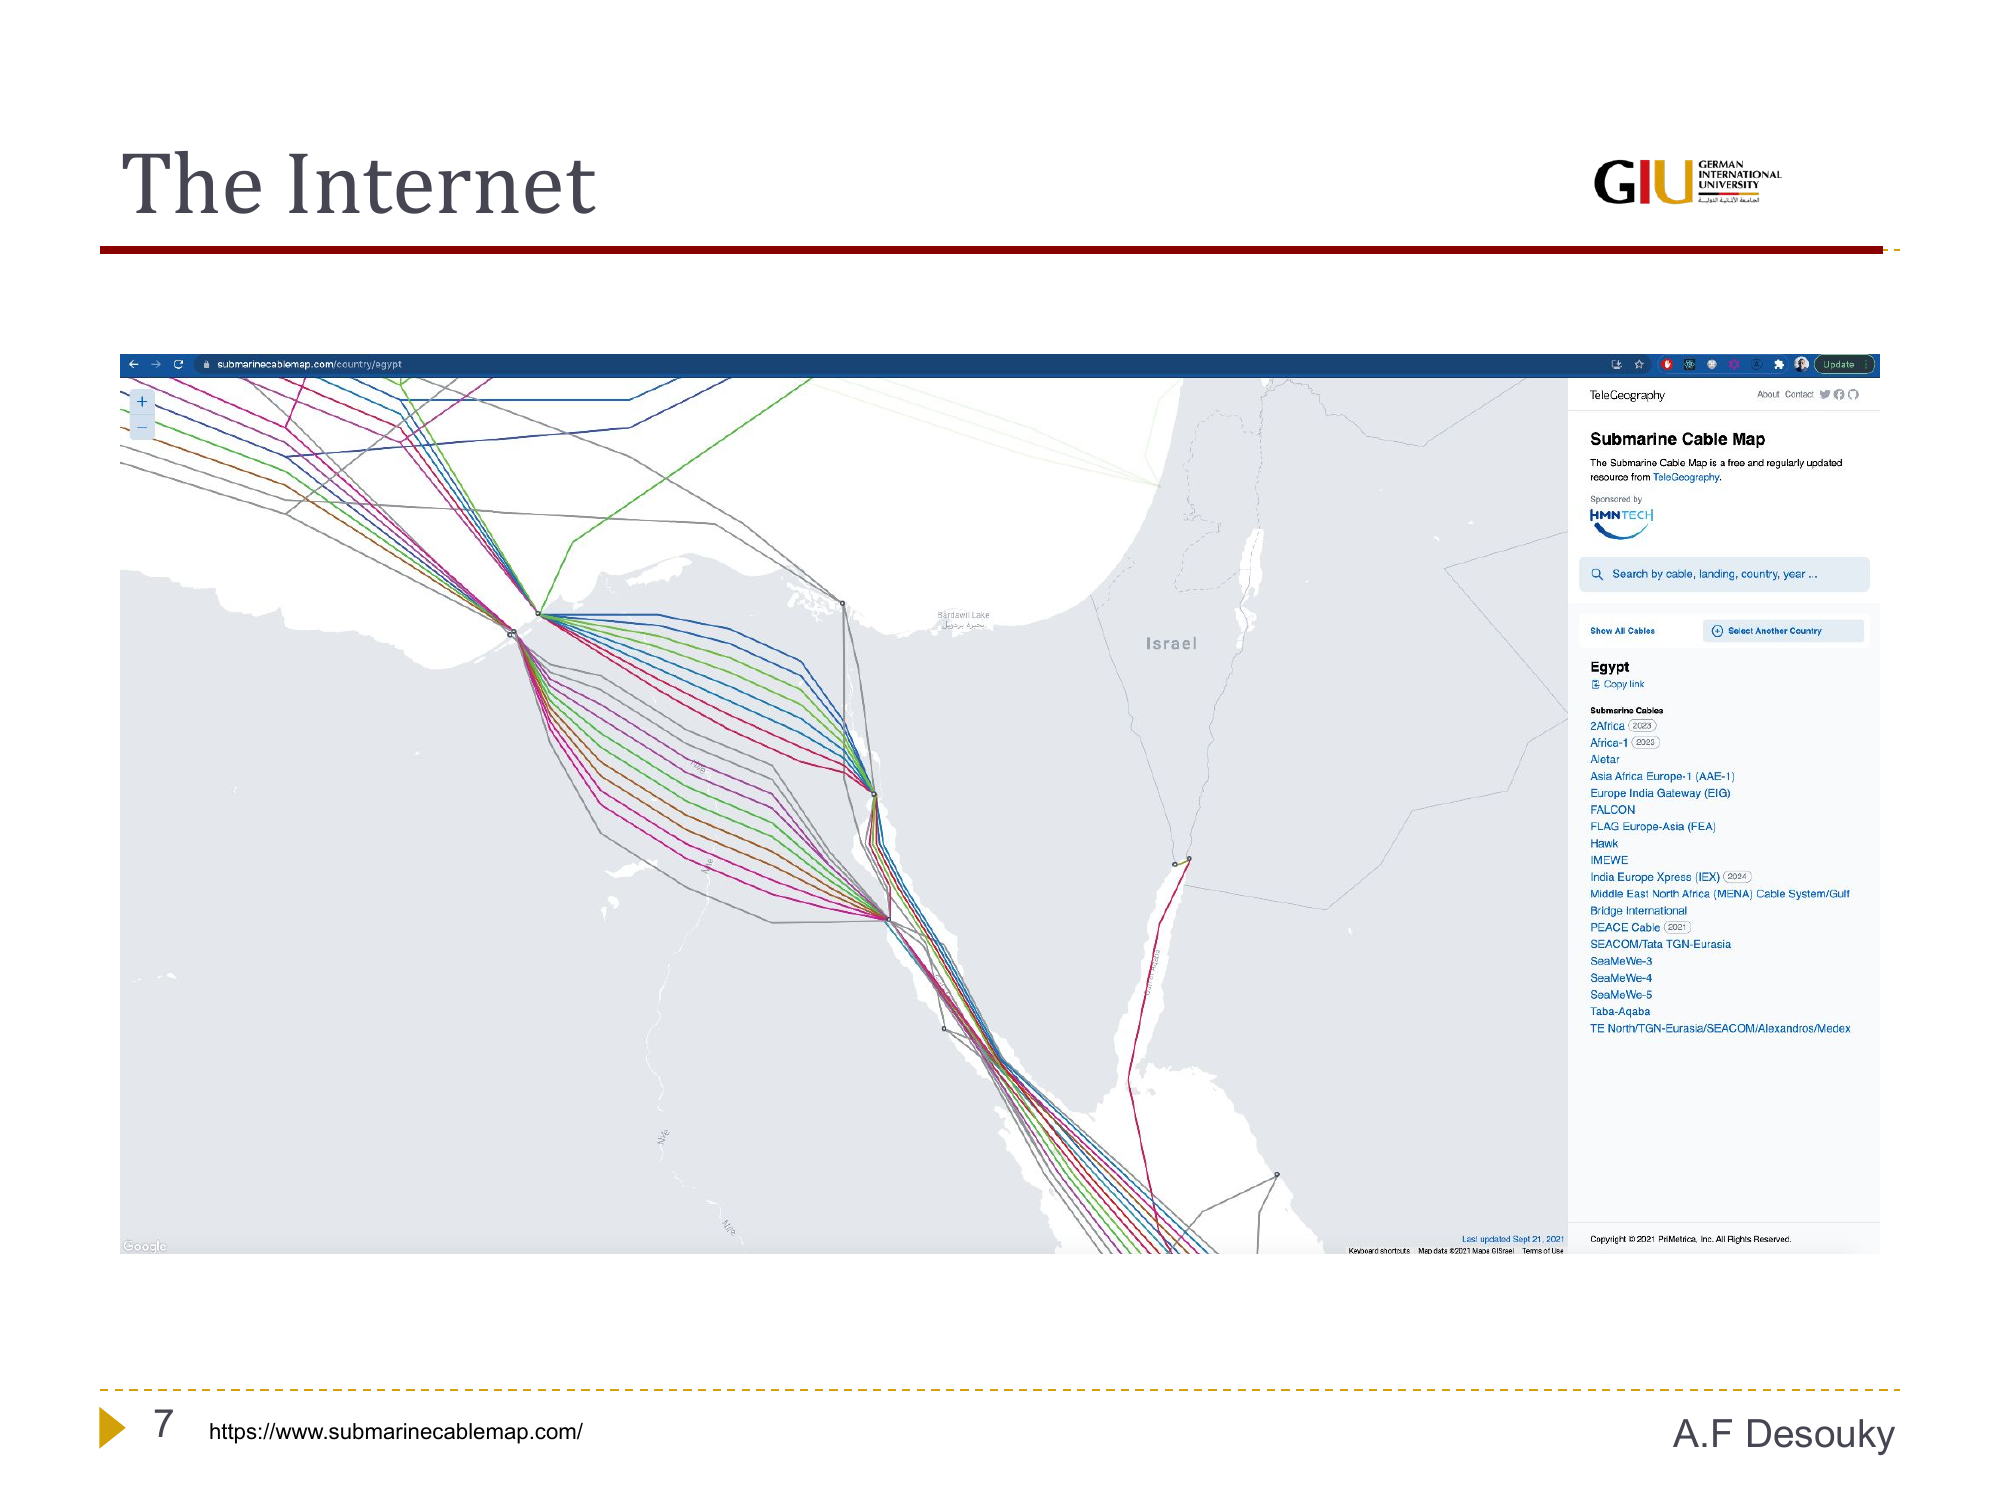 The Internet
GIU
GERMAN
INTERNATIONAL
UNIVERSITY
submarinecablemap.com/country/egypt
Update
+
−
Bardawil Lake
بحيرة بردويل
Israel
Nile
Nile
Nile
Nile
Google
Last updated Sept 21, 2021
Keyboard shortcuts Map data ©2021 Mapa GISrael Terms of Use
TeleGeography
About Contact
Submarine Cable Map
The Submarine Cable Map is a free and regularly updated
resource from TeleGeography.
Sponsored by
HMNTECH
Search by cable, landing, country, year ...
Show All Cables
Select Another Country
Egypt
Copy link
Submarine Cables
2Africa 2023
Africa-1 2023
Aletar
Asia Africa Europe-1 (AAE-1)
Europe India Gateway (EIG)
FALCON
FLAG Europe-Asia (FEA)
Hawk
IMEWE
India Europe Xpress (IEX) 2024
Middle East North Africa (MENA) Cable System/Gulf
Bridge International
PEACE Cable 2021
SEACOM/Tata TGN-Eurasia
SeaMeWe-3
SeaMeWe-4
SeaMeWe-5
Taba-Aqaba
TE North/TGN-Eurasia/SEACOM/Alexandros/Medex
Copyright © 2021 PriMetrica, Inc. All Rights Reserved.
7
https://www.submarinecablemap.com/
A.F Desouky